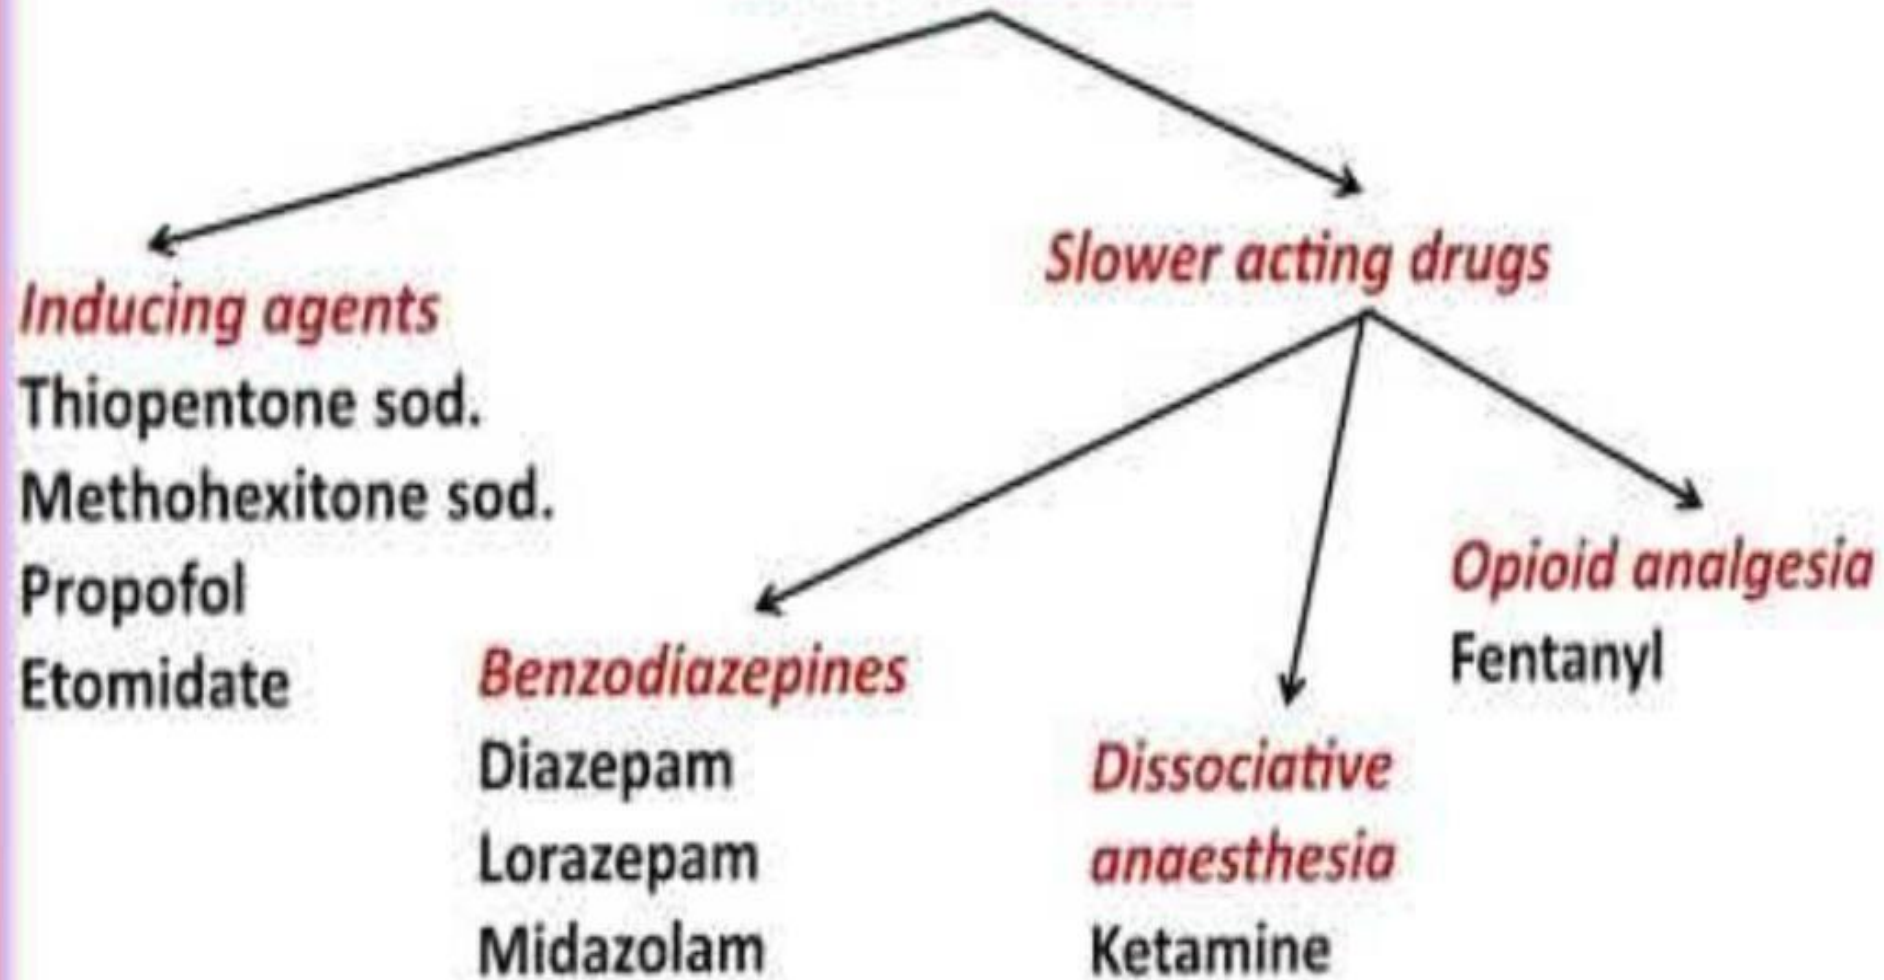 Slower acting drugs
Inducing agents
Thiopentone sod.
Methohexitone sod.
Propofol
Etomidate
Opioid analgesia
Fentanyl
Benzodiazepines
Diazepam
Lorazepam
Midazolam
Dissociative
anaesthesia
Ketamine